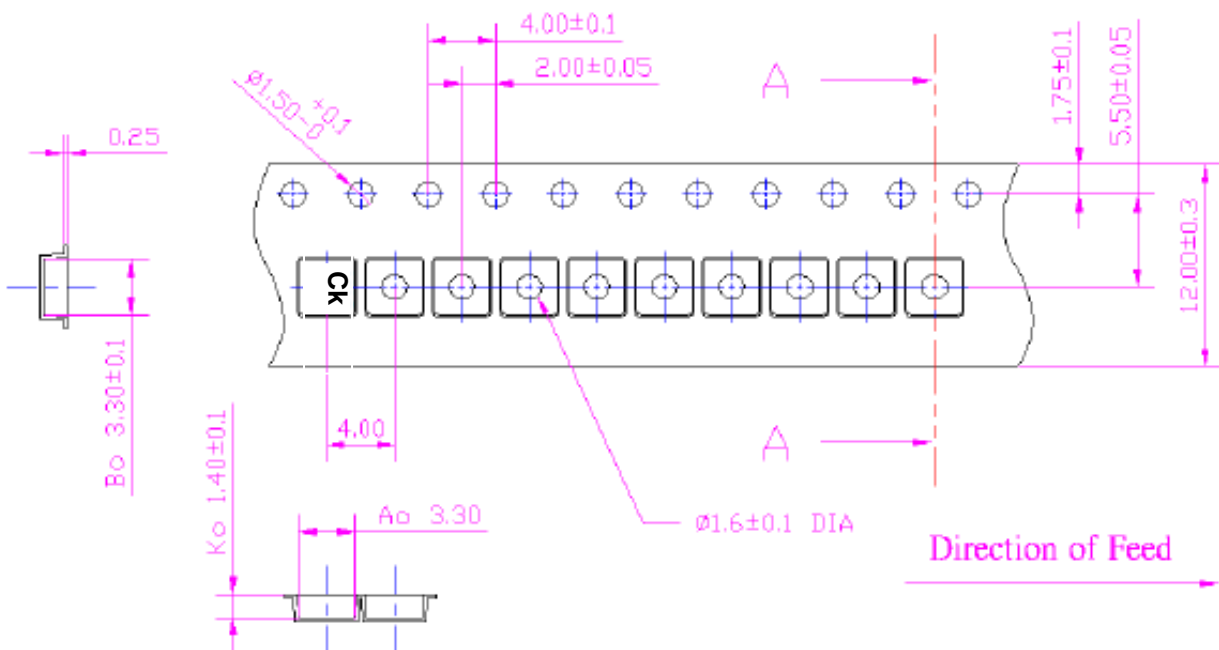 4.00±0.1
2.00±0.05
Ø1.50 +0.1 -0
A
1.75±0.1
5.50±0.05
0.25
12.00±0.3
Ck
Bo 3.30±0.1
4.00
A
Ko 1.40±0.1
Ao 3.30
Ø1.6±0.1 DIA
Direction of Feed